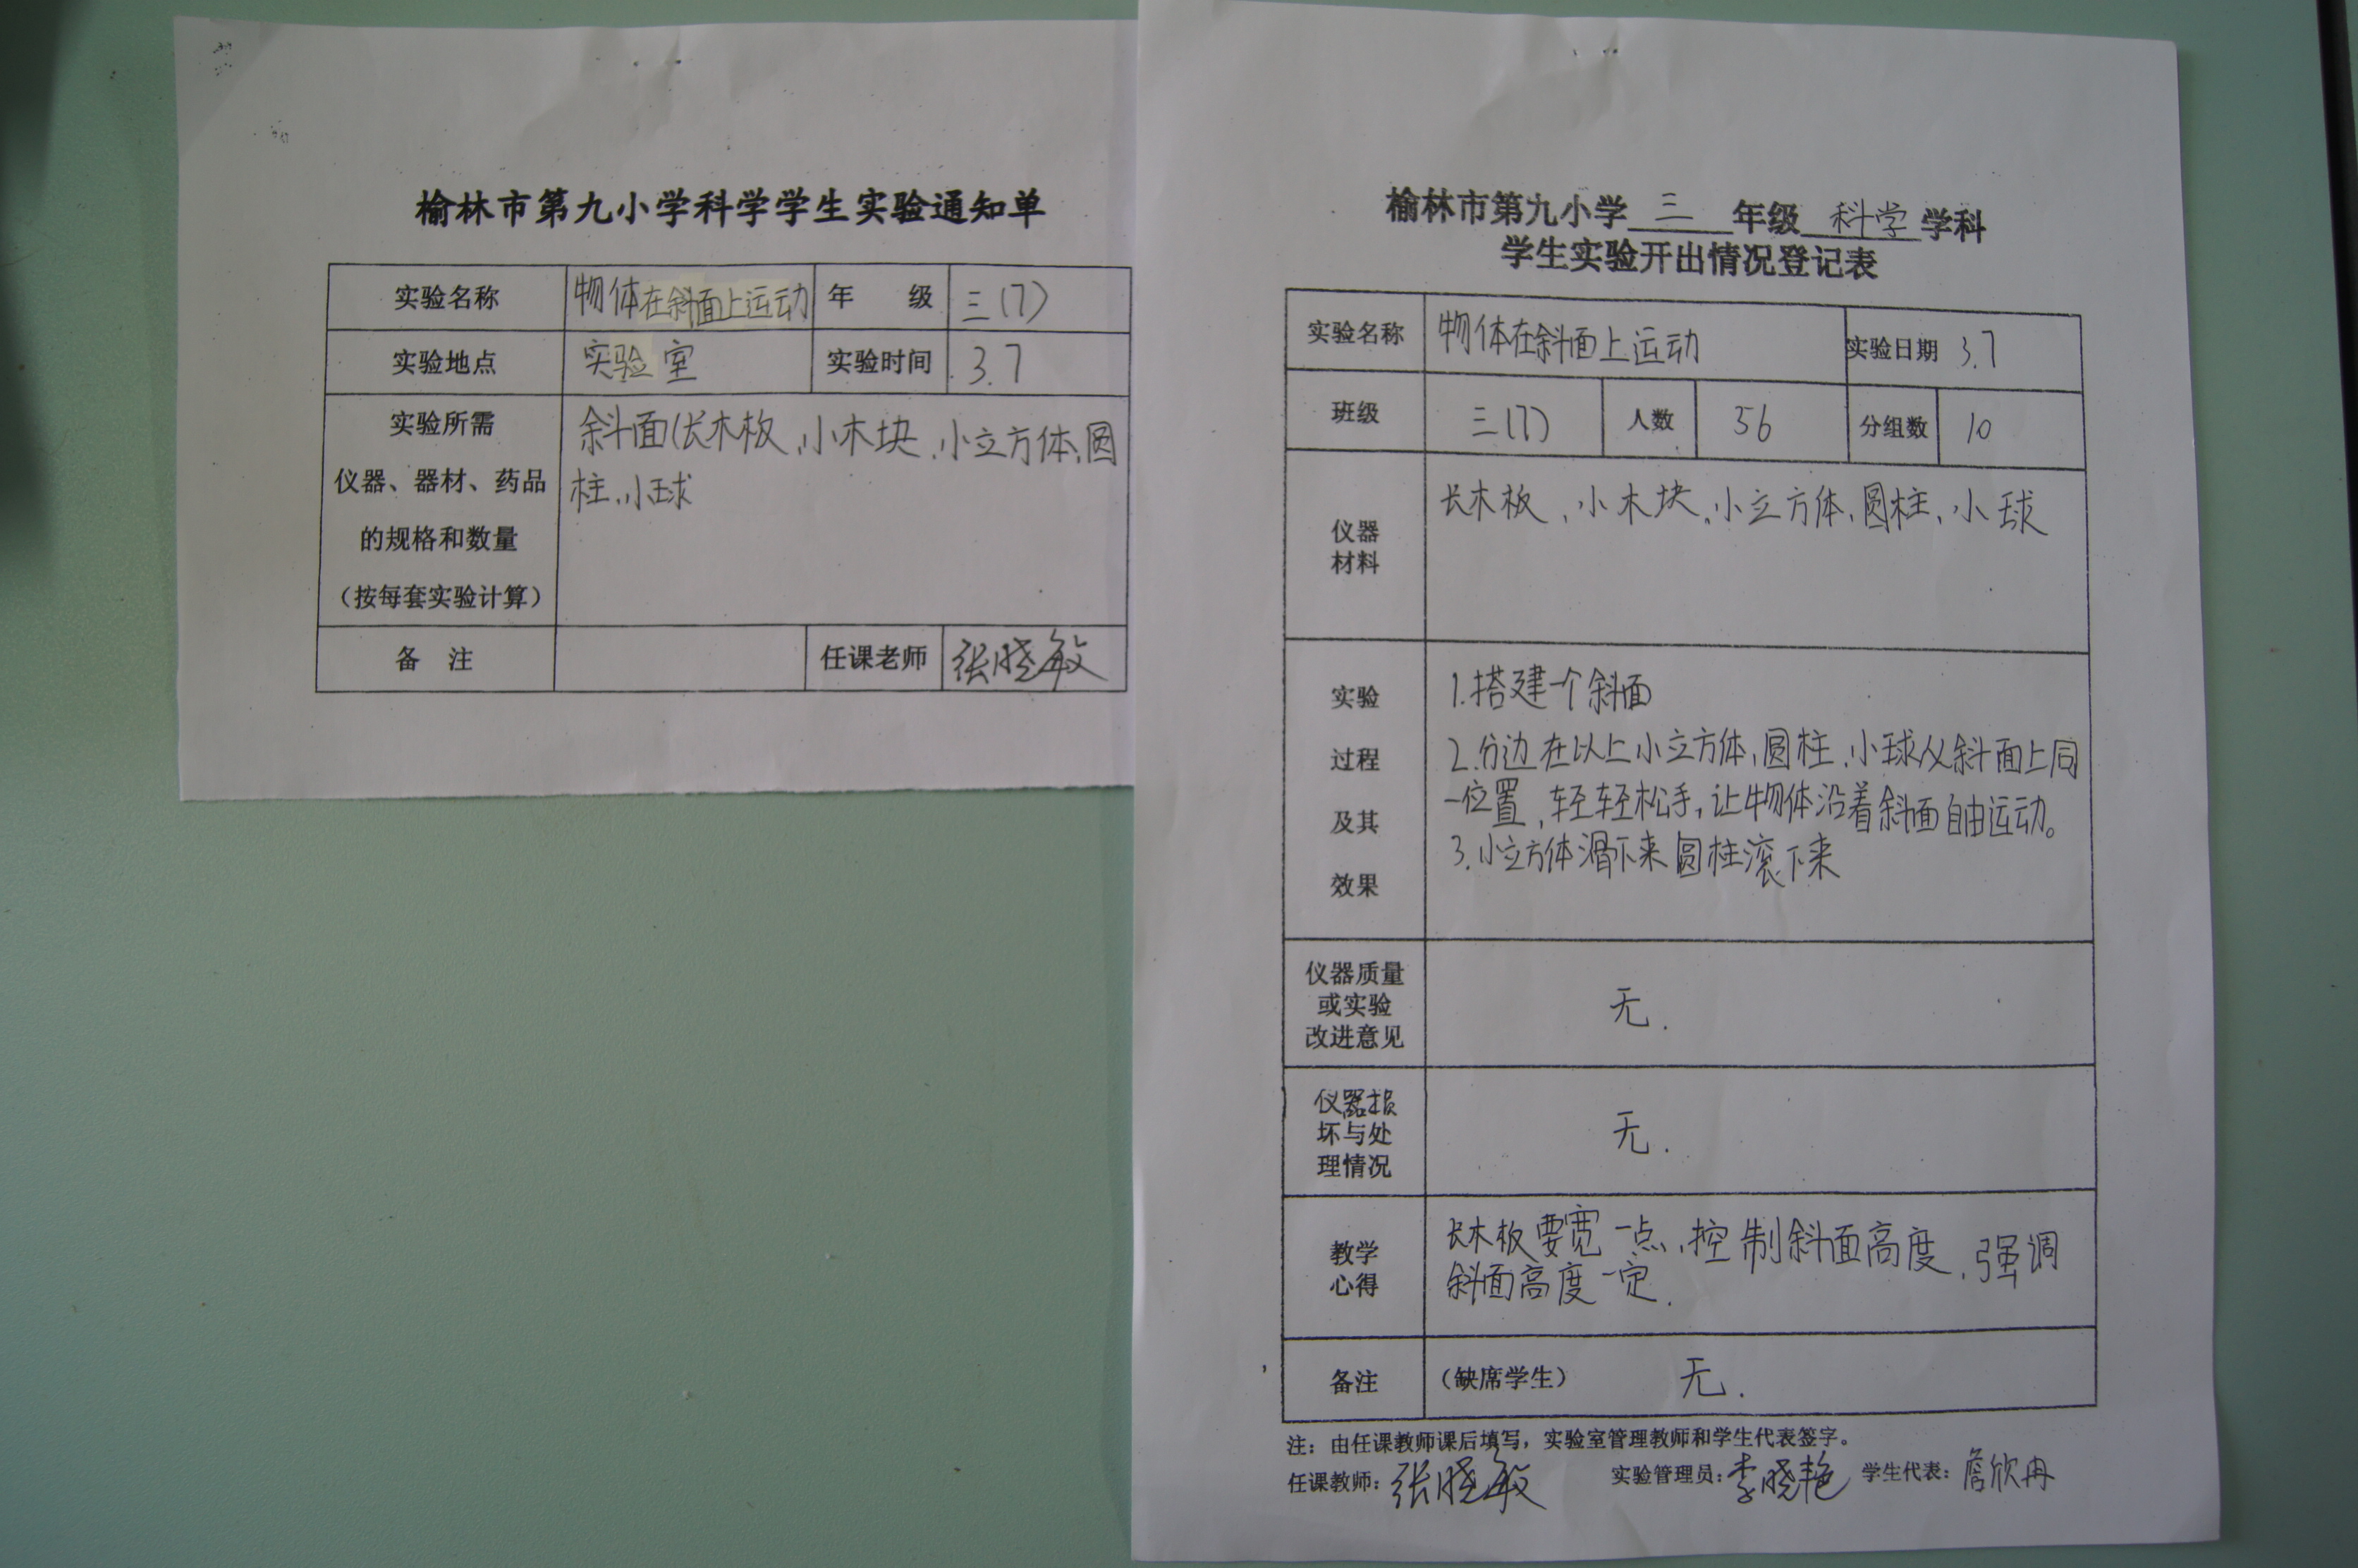 榆林市第九小学科学学生实验通知单
实验名称 物体在斜面上运动 年 级 三(7)
实验地点 实验室 实验时间 3.7
实验所需
仪器、器材、药品
的规格和数量
(按每套实验计算)
斜面(长木板、小木块、小立方体、圆
柱、小球
备 注 任课老师 张晓敏
榆林市第九小学 三 年级 科学 学科
学生实验开出情况登记表
实验名称 物体在斜面上运动 实验日期 3.7
班级 三(7) 人数 56 分组数 10
仪器
材料
长木板、小木块、小立方体、圆柱、小球
实验
过程
及其
效果
1.搭建一个斜面
2.分边在以上小立方体、圆柱、小球从斜面上同
一位置,轻轻松手,让物体沿着斜面自由运动。
3.小立方体滑下来圆柱滚下来
仪器质量
或实验
改进意见
无.
仪器损
坏与处
理情况
无.
教学
心得
长木板要宽一点、控制斜面高度、强调
斜面高度一定.
备注 (缺席学生) 无.
注:由任课教师课后填写,实验室管理教师和学生代表签字。
任课教师:张晓敏 实验管理员:李晓艳 学生代表:詹欣冉